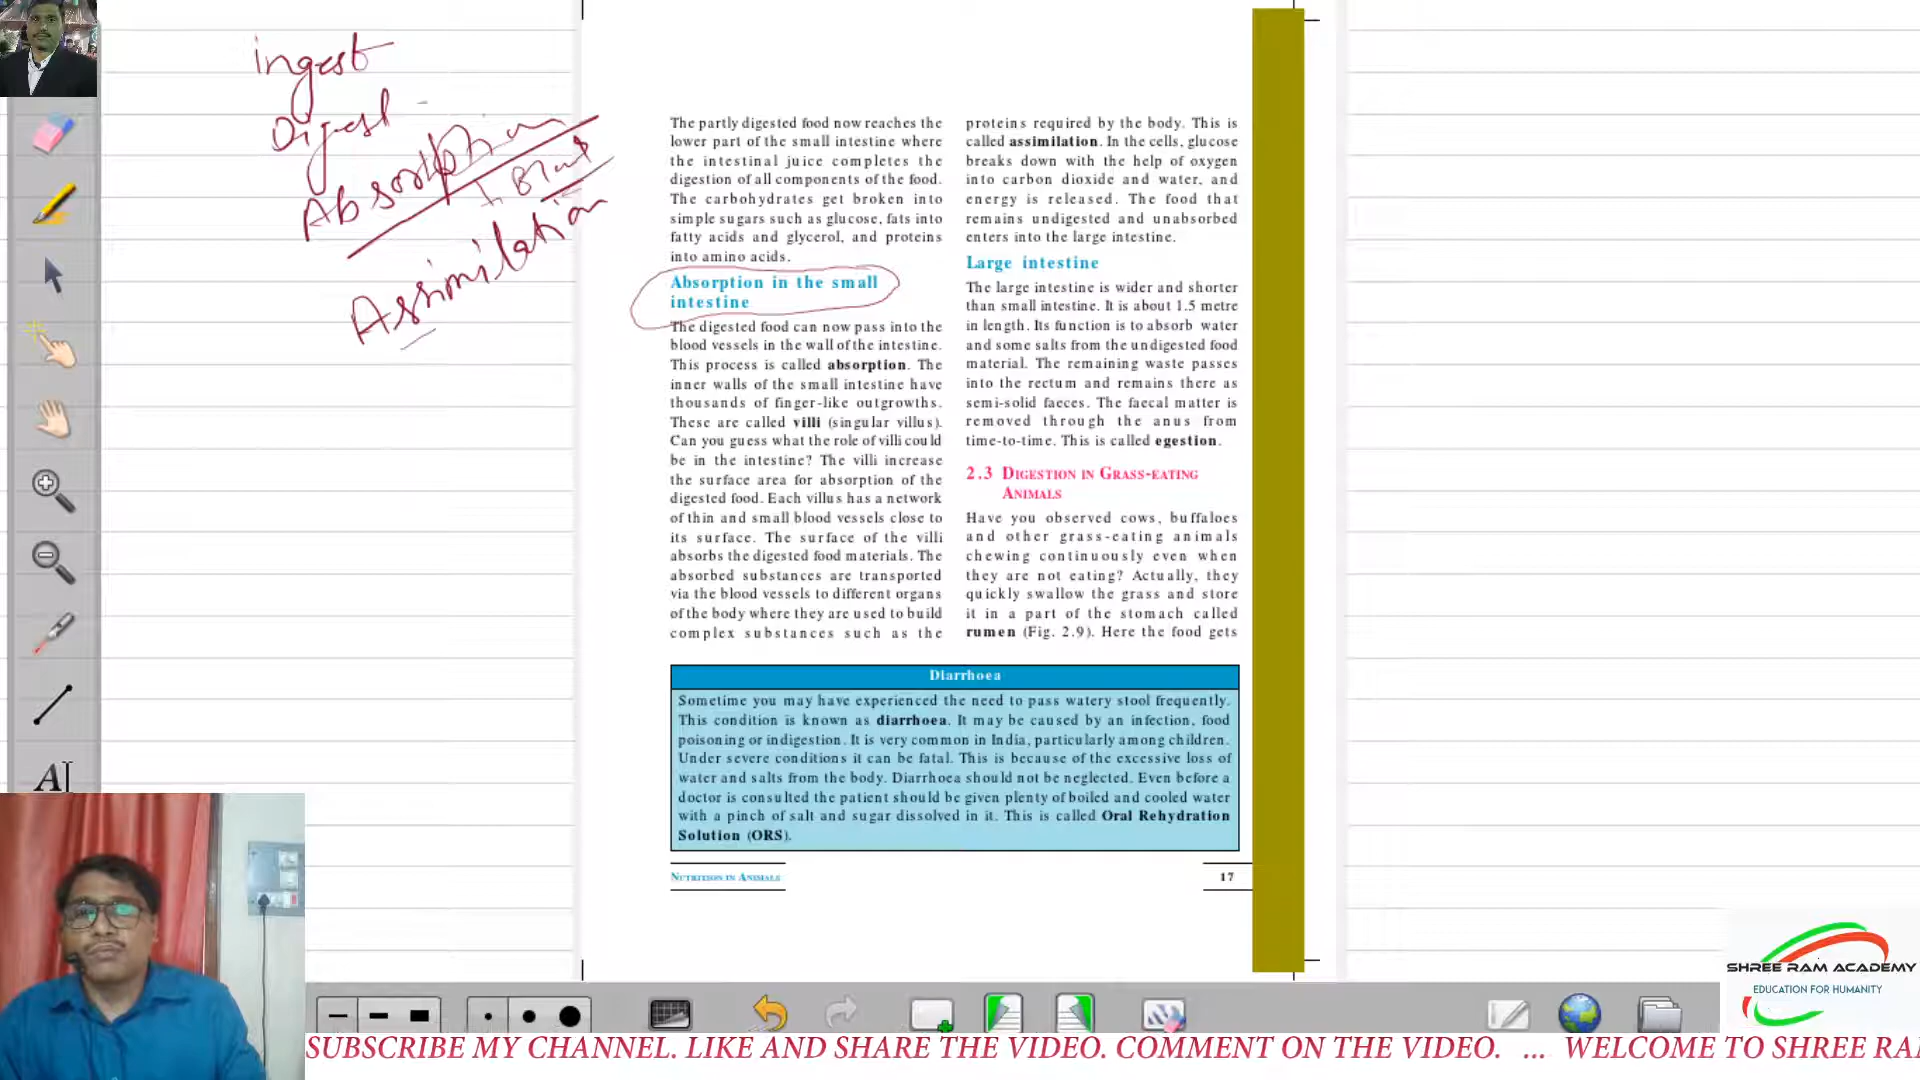 ingest
Digest
Absorption
I. Blood
Assimilation
The partly digested food now reaches the
lower part of the small intestine where
the intestinal juice completes the
digestion of all components of the food.
The carbohydrates get broken into
simple sugars such as glucose, fats into
fatty acids and glycerol, and proteins
into amino acids.
Absorption in the small
intestine
The digested food can now pass into the
blood vessels in the wall of the intestine.
This process is called absorption. The
inner walls of the small intestine have
thousands of finger-like outgrowths.
These are called villi (singular villus).
Can you guess what the role of villi could
be in the intestine? The villi increase
the surface area for absorption of the
digested food. Each villus has a network
of thin and small blood vessels close to
its surface. The surface of the villi
absorbs the digested food materials. The
absorbed substances are transported
via the blood vessels to different organs
of the body where they are used to build
complex substances such as the
proteins required by the body. This is
called assimilation. In the cells, glucose
breaks down with the help of oxygen
into carbon dioxide and water, and
energy is released. The food that
remains undigested and unabsorbed
enters into the large intestine.
Large intestine
The large intestine is wider and shorter
than small intestine. It is about 1.5 metre
in length. Its function is to absorb water
and some salts from the undigested food
material. The remaining waste passes
into the rectum and remains there as
semi-solid faeces. The faecal matter is
removed through the anus from
time-to-time. This is called egestion.
2.3 DIGESTION IN GRASS-EATING
ANIMALS
Have you observed cows, buffaloes
and other grass-eating animals
chewing continuously even when
they are not eating? Actually, they
quickly swallow the grass and store
it in a part of the stomach called
rumen (Fig. 2.9). Here the food gets
Diarrhoea
Sometime you may have experienced the need to pass watery stool frequently.
This condition is known as diarrhoea. It may be caused by an infection, food
poisoning or indigestion. It is very common in India, particularly among children.
Under severe conditions it can be fatal. This is because of the excessive loss of
water and salts from the body. Diarrhoea should not be neglected. Even before a
doctor is consulted the patient should be given plenty of boiled and cooled water
with a pinch of salt and sugar dissolved in it. This is called Oral Rehydration
Solution (ORS).
NUTRITION IN ANIMALS
17
SHREE RAM ACADEMY
EDUCATION FOR HUMANITY
SUBSCRIBE MY CHANNEL. LIKE AND SHARE THE VIDEO. COMMENT ON THE VIDEO. ... WELCOME TO SHREE RA